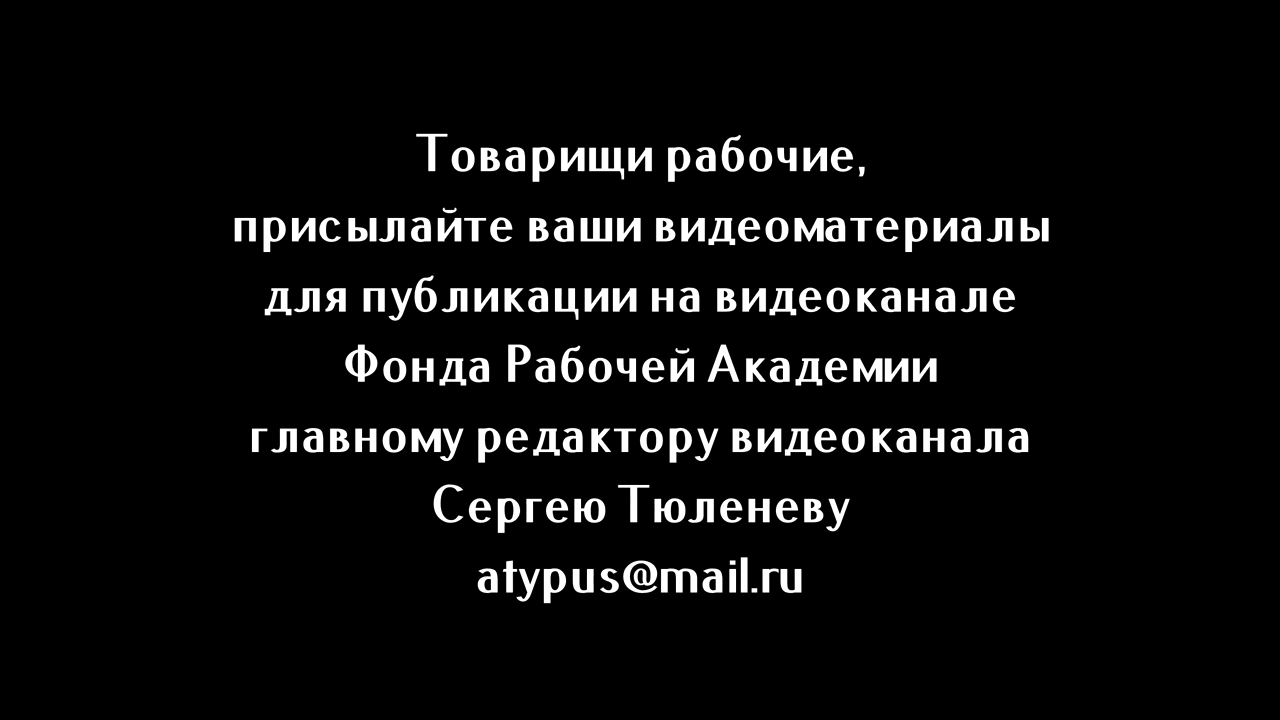 Товарищи рабочие,
присылайте ваши видеоматериалы
для публикации на видеоканале
Фонда Рабочей Академии
главному редактору видеоканала
Сергею Тюленеву
atypus@mail.ru